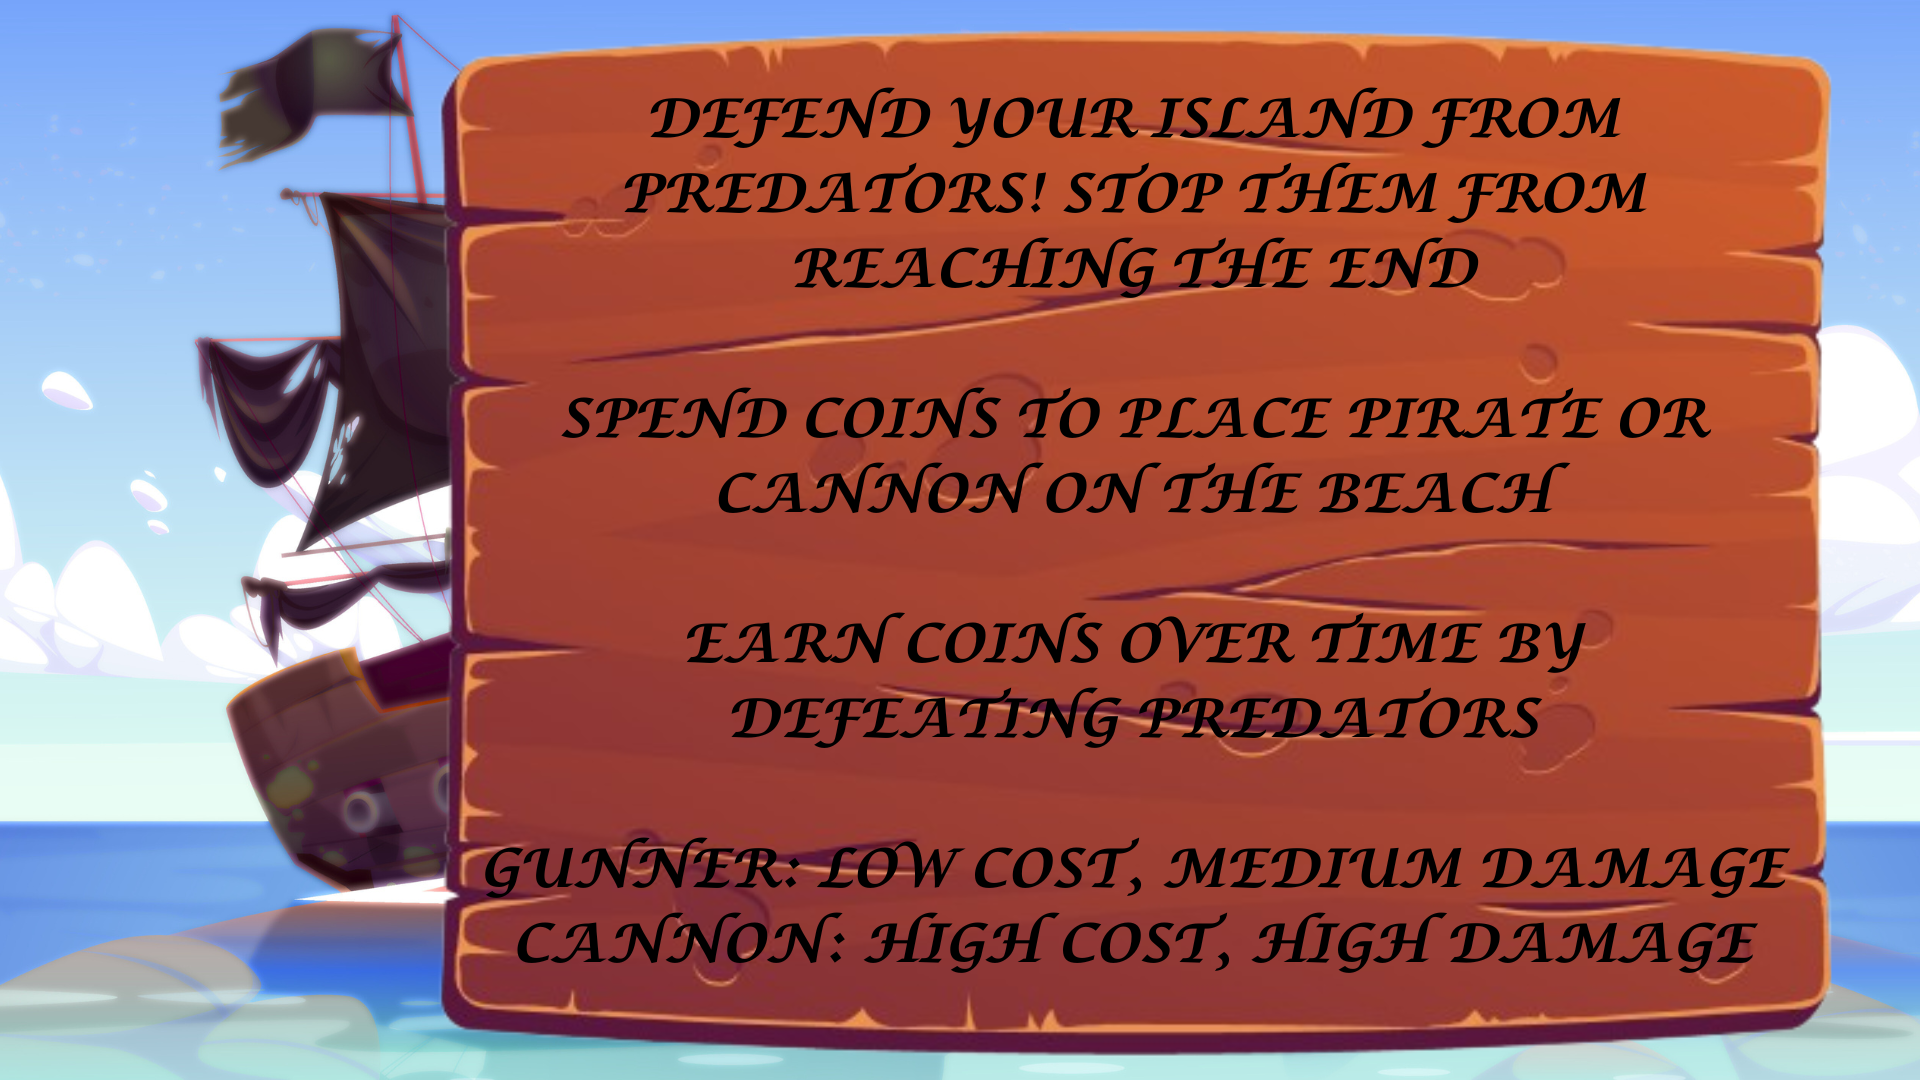 DEFEND YOUR ISLAND FROM
PREDATORS! STOP THEM FROM
REACHING THE END
SPEND COINS TO PLACE PIRATE OR
CANNON ON THE BEACH
EARN COINS OVER TIME BY
DEFEATING PREDATORS
GUNNER: LOW COST, MEDIUM DAMAGE
CANNON: HIGH COST, HIGH DAMAGE